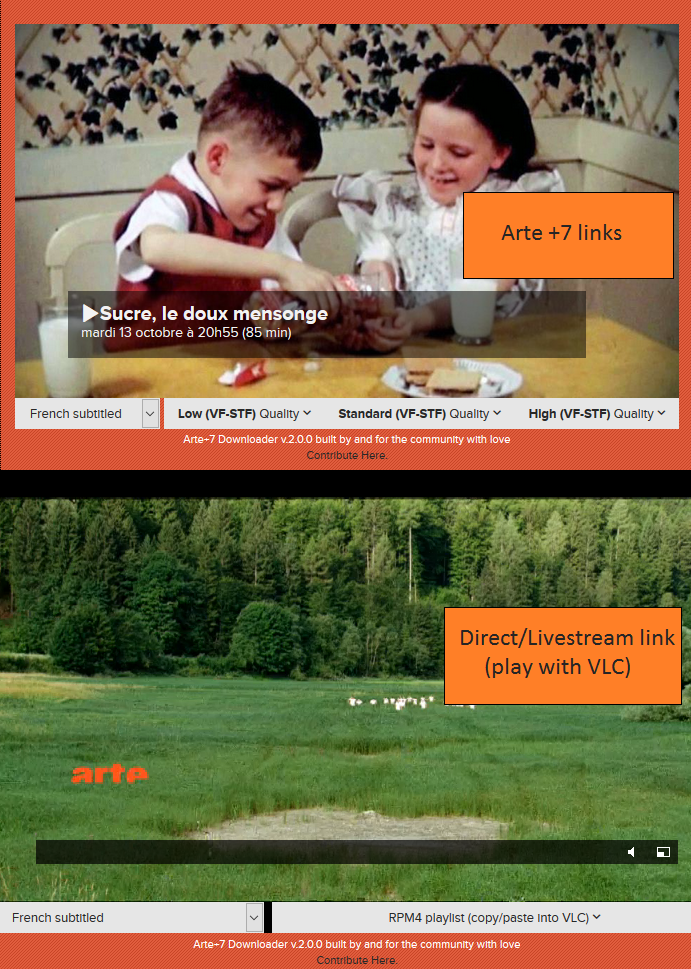 Arte +7 links
▶Sucre, le doux mensonge
mardi 13 octobre à 20h55 (85 min)
French subtitled
Low (VF-STF) Quality
Standard (VF-STF) Quality
High (VF-STF) Quality
Arte+7 Downloader v.2.0.0 built by and for the community with love
Contribute Here.
Direct/Livestream link
(play with VLC)
arte
French subtitled
RPM4 playlist (copy/paste into VLC)
Arte+7 Downloader v.2.0.0 built by and for the community with love
Contribute Here.